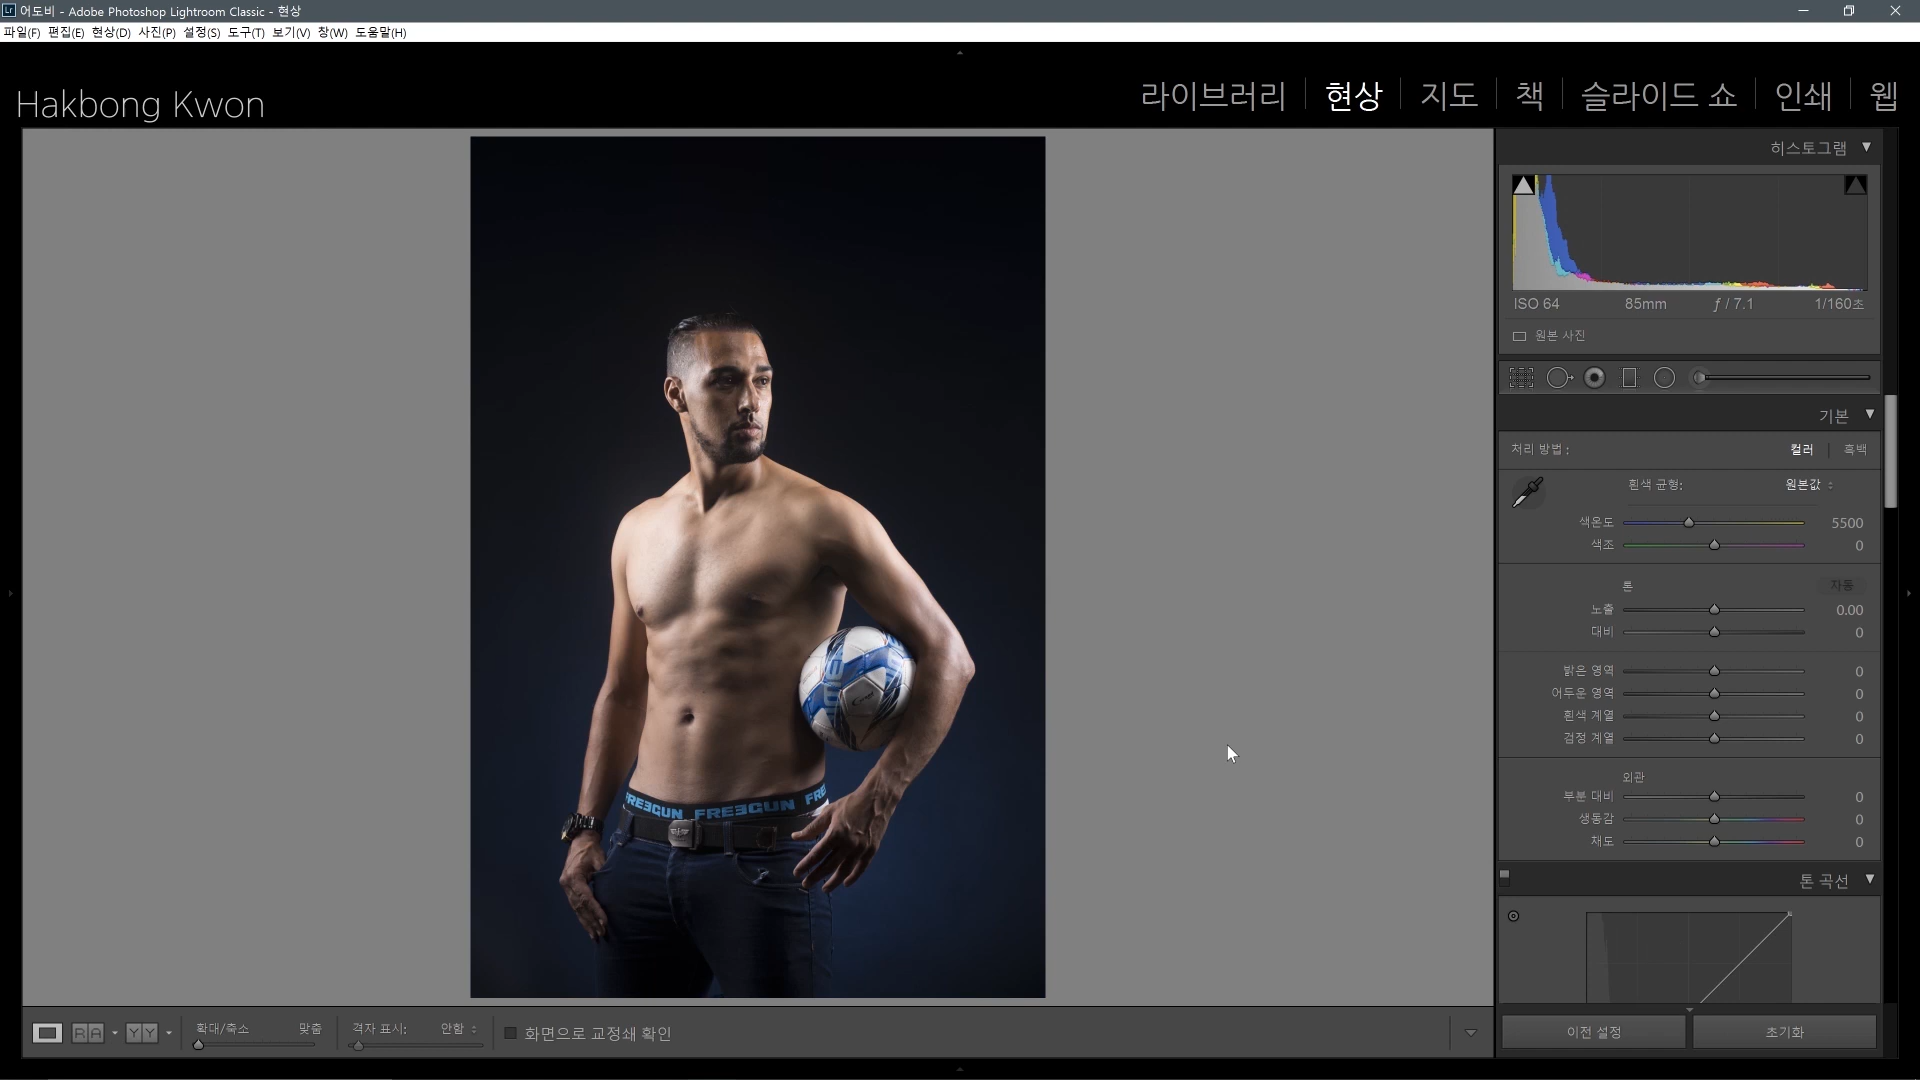 어도비 - Adobe Photoshop Lightroom Classic - 현상
파일(F) 편집(E) 현상(D) 사진(P) 설정(S) 도구(T) 보기(V) 창(W) 도움말(H)
Hakbong Kwon
라이브러리 현상 지도 책 슬라이드 쇼 인쇄 웹
히스토그램
ISO 64 85mm ƒ / 7.1 1/160초
원본 사진
기본
처리 방법 : 컬러 흑백
흰색 균형: 원본값
색온도 5500
색조 0
톤 자동
노출 0.00
대비 0
밝은 영역 0
어두운 영역 0
흰색 계열 0
검정 계열 0
외관
부분 대비 0
생동감 0
채도 0
톤 곡선
FREEGUN FREEGUN FRE
R A Y Y 확대/축소 맞춤 격자 표시: 안함 화면으로 교정쇄 확인
이전 설정 초기화